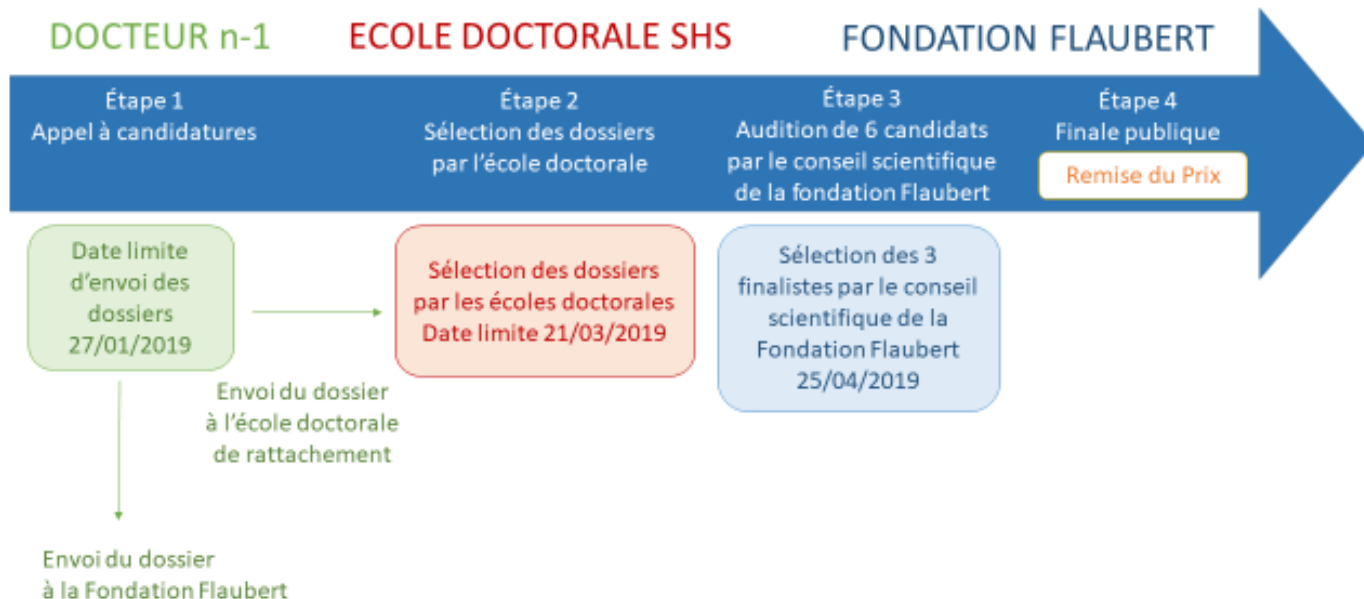 DOCTEUR n-1
ECOLE DOCTORALE SHS
FONDATION FLAUBERT
Étape 1
Appel à candidatures
Étape 2
Sélection des dossiers
par l'école doctorale
Étape 3
Audition de 6 candidats
par le conseil scientifique
de la fondation Flaubert
Étape 4
Finale publique
Remise du Prix
Date limite
d'envoi des
dossiers
27/01/2019
Sélection des dossiers
par les écoles doctorales
Date limite 21/03/2019
Sélection des 3
finalistes par le conseil
scientifique de la
Fondation Flaubert
25/04/2019
Envoi du dossier
à l'école doctorale
de rattachement
Envoi du dossier
à la Fondation Flaubert